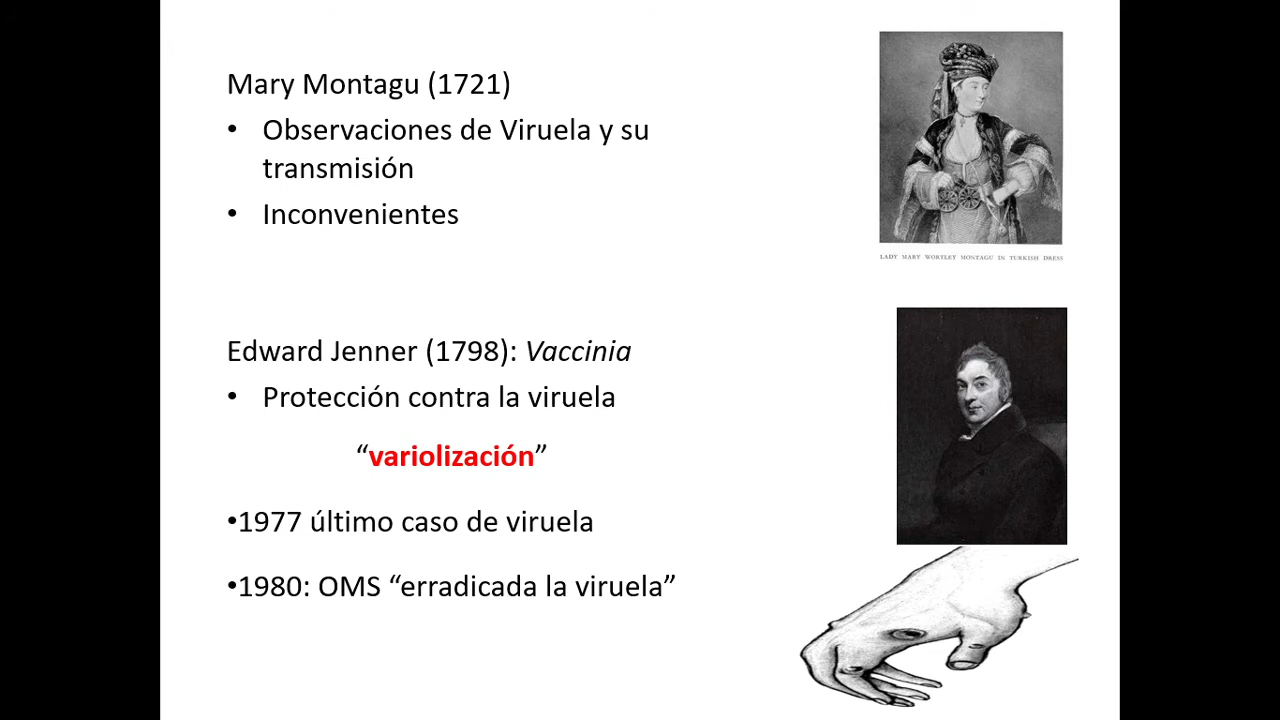 Mary Montagu (1721)
• Observaciones de Viruela y su
transmisión
• Inconvenientes
LADY MARY WORTLEY MONTAGU IN TURKISH DRESS
Edward Jenner (1798): Vaccinia
• Protección contra la viruela
“variolización”
•1977 último caso de viruela
•1980: OMS “erradicada la viruela”